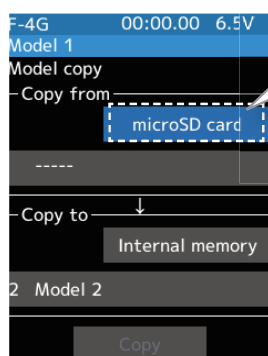 F-4G 00:00.00 6.5V
Model 1
Model copy
Copy from
microSD card
-----
Copy to ↓
Internal memory
2 Model 2
Copy